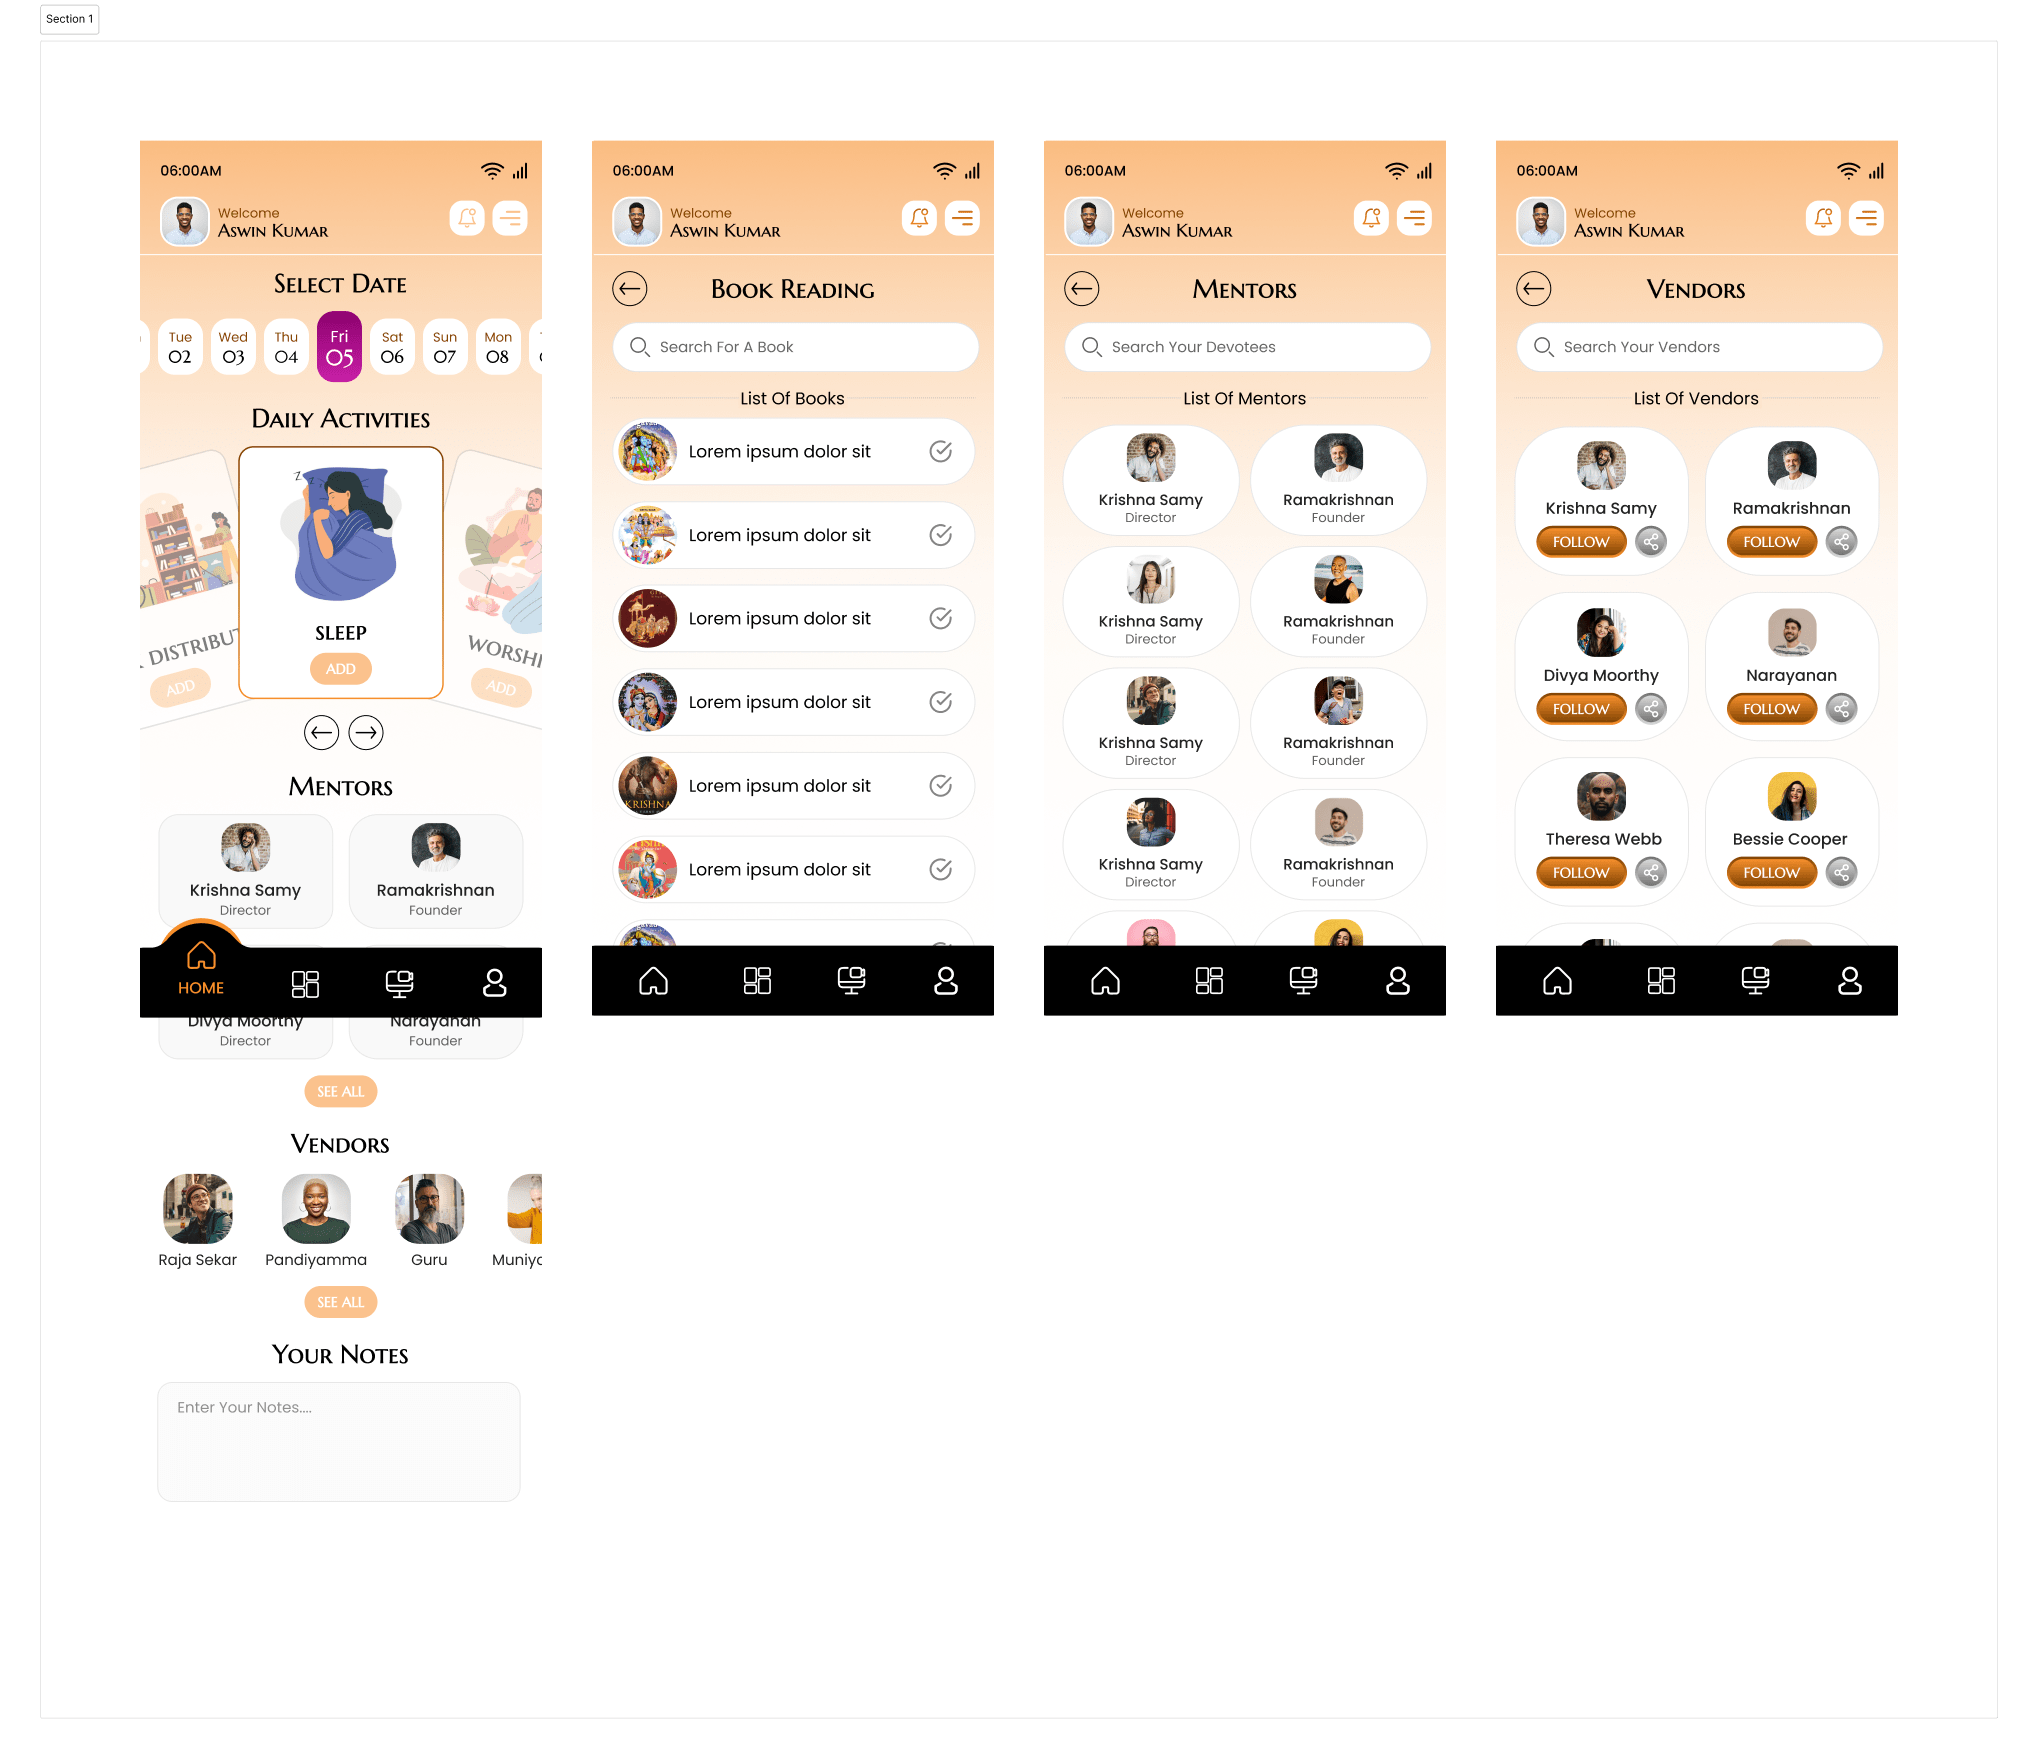 Section 1
06:00AM
Welcome
Aswin Kumar
Select Date
Tue
02
Wed
03
Thu
04
Fri
05
Sat
06
Sun
07
Mon
08
Daily Activities
DISTRIBUT
ADD
SLEEP
ADD
WORSHI
ADD
Mentors
Krishna Samy
Director
Ramakrishnan
Founder
HOME
Divya Moorthy
Director
Narayanan
Founder
SEE ALL
Vendors
Raja Sekar
Pandiyamma
Guru
Muniya
SEE ALL
Your Notes
Enter Your Notes....
06:00AM
Welcome
Aswin Kumar
Book Reading
Search For A Book
List Of Books
Lorem ipsum dolor sit
Lorem ipsum dolor sit
Lorem ipsum dolor sit
Lorem ipsum dolor sit
KRISHNA
Lorem ipsum dolor sit
Lorem ipsum dolor sit
06:00AM
Welcome
Aswin Kumar
Mentors
Search Your Devotees
List Of Mentors
Krishna Samy
Director
Ramakrishnan
Founder
Krishna Samy
Director
Ramakrishnan
Founder
Krishna Samy
Director
Ramakrishnan
Founder
Krishna Samy
Director
Ramakrishnan
Founder
06:00AM
Welcome
Aswin Kumar
Vendors
Search Your Vendors
List Of Vendors
Krishna Samy
FOLLOW
Ramakrishnan
FOLLOW
Divya Moorthy
FOLLOW
Narayanan
FOLLOW
Theresa Webb
FOLLOW
Bessie Cooper
FOLLOW